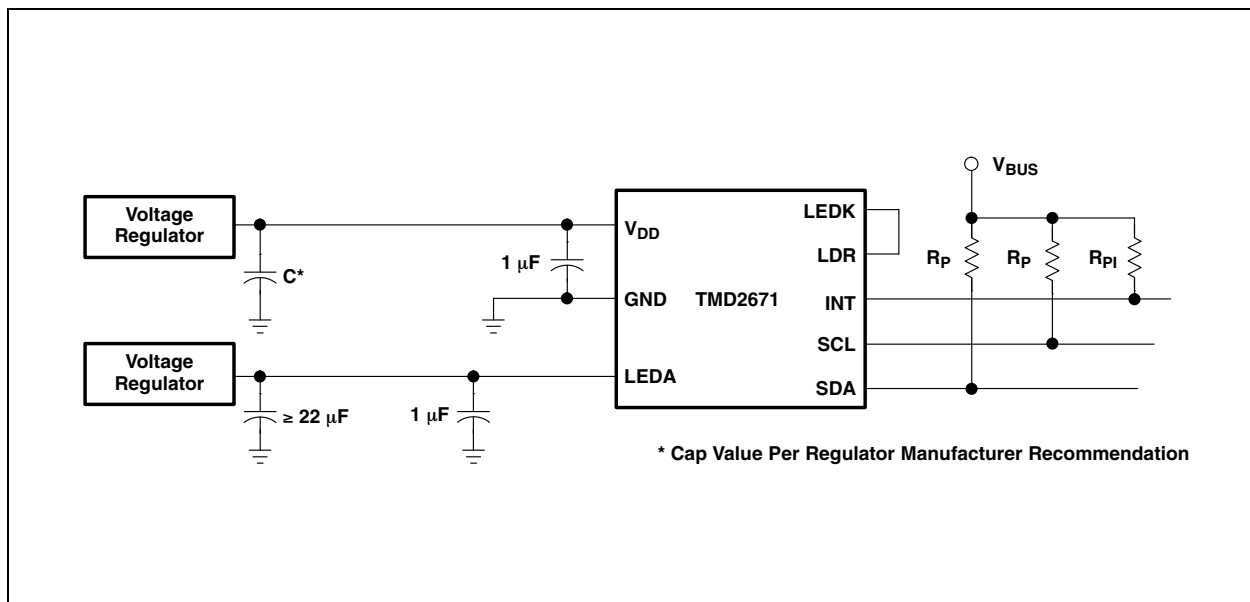 V_BUS
Voltage
Regulator
C*
1 μF
V_DD
GND
LEDA
TMD2671
LEDK
LDR
INT
SCL
SDA
R_P
R_P
R_PI
Voltage
Regulator
≥ 22 μF
1 μF
* Cap Value Per Regulator Manufacturer Recommendation